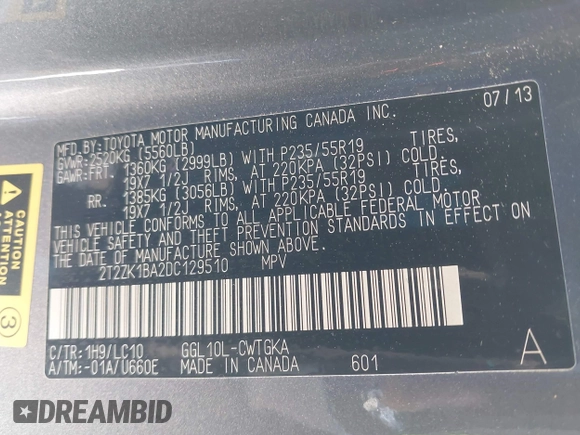 MFD.BY:TOYOTA MOTOR MANUFACTURING CANADA INC. 07/13
GVWR:2520KG (5560LB)
GAWR:FRT. 1360KG (2999LB) WITH P235/55R19 TIRES,
19X7 1/2J RIMS, AT 220KPA (32PSI) COLD.
RR. 1385KG (3056LB) WITH P235/55R19 TIRES,
19X7 1/2J RIMS, AT 220KPA (32PSI) COLD.
THIS VEHICLE CONFORMS TO ALL APPLICABLE FEDERAL MOTOR
VEHICLE SAFETY AND THEFT PREVENTION STANDARDS IN EFFECT ON
THE DATE OF MANUFACTURE SHOWN ABOVE.
2T2ZK1BA2DC129510 MPV
C/TR:1H9/LC10 GGL10L-CWTGKA A
A/TM:-01A/U660E MADE IN CANADA 601
CAUTION
ATTENTION
3
DREAMBID